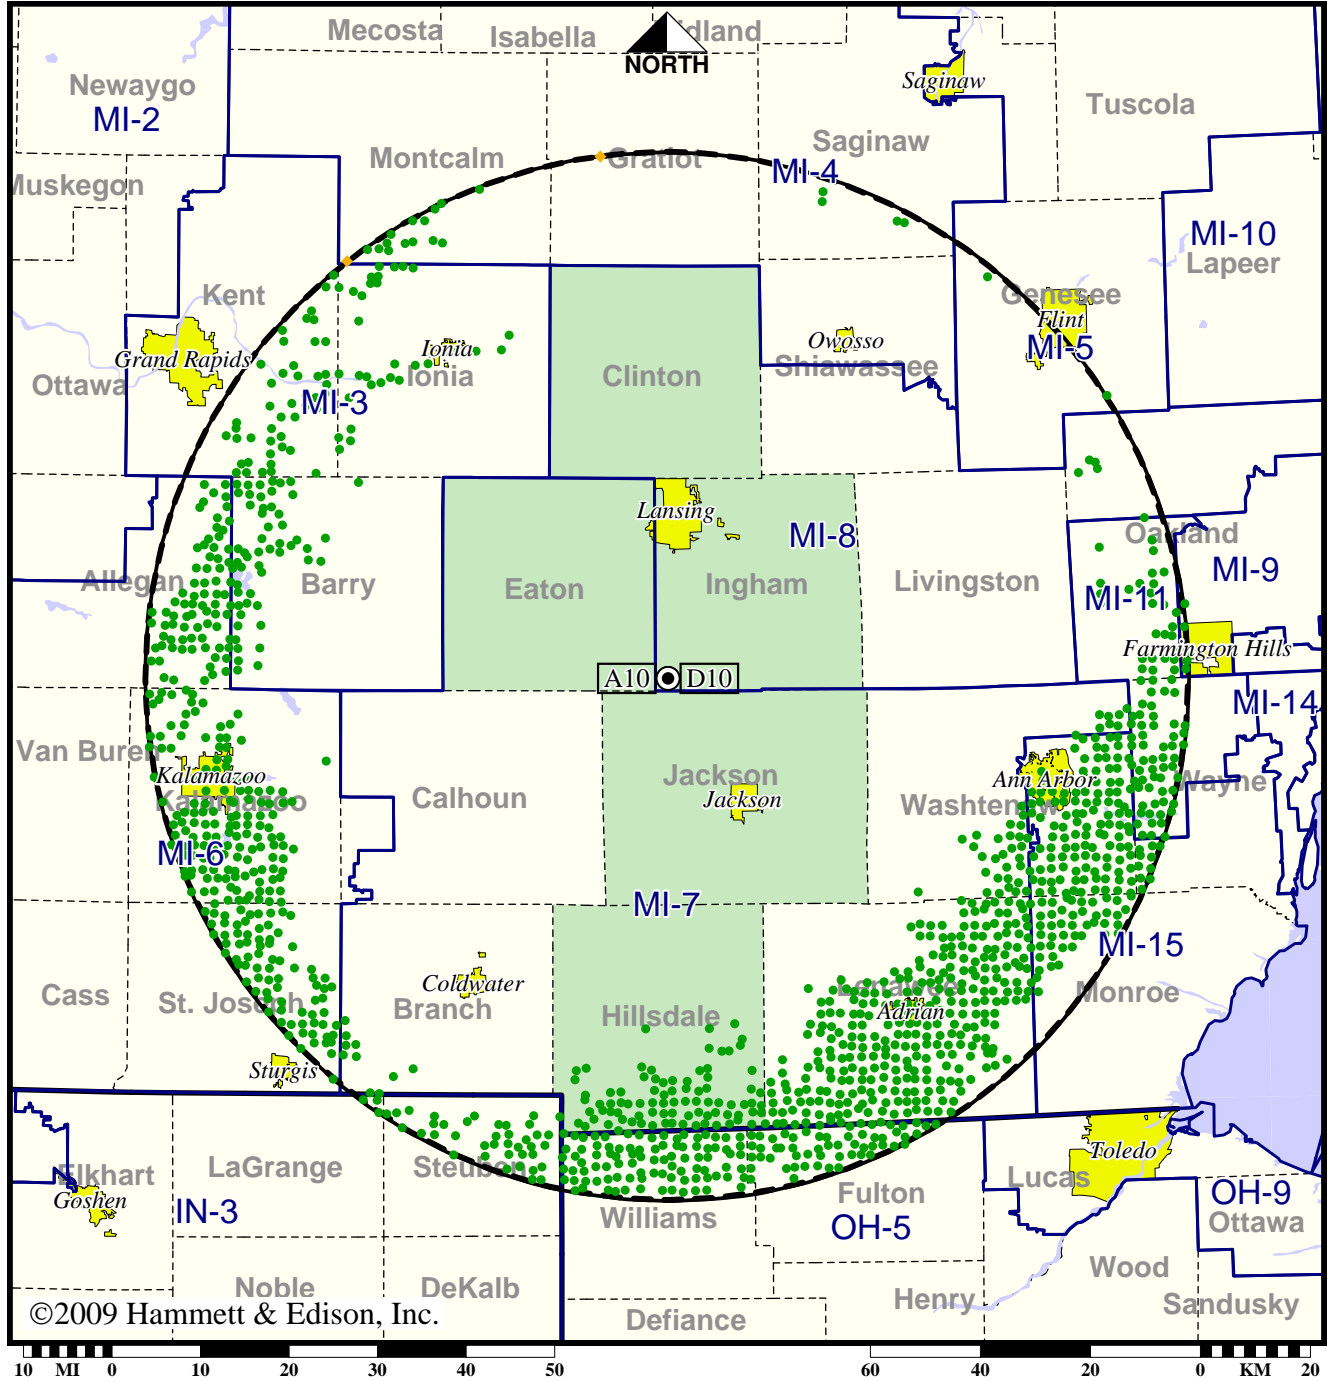 Mecosta
Isabella
dland
NORTH
Newaygo
MI-2
Saginaw
Tuscola
Saginaw
Montcalm
Gratiot
MI-4
Muskegon
MI-10
Lapeer
Kent
Genesee
Flint
MI-5
Grand Rapids
Ionia
Owosso
Shiawassee
Ottawa
Ionia
Clinton
MI-3
Lansing
MI-8
Oakland
MI-9
Allegan
Barry
Eaton
Ingham
Livingston
MI-11
Farmington Hills
A10
D10
MI-14
Van Buren
Kalamazoo
Kalamazoo
Calhoun
Jackson
Jackson
Ann Arbor
Washtenaw
Wayne
MI-6
MI-7
MI-15
Cass
St. Joseph
Coldwater
Branch
Hillsdale
Lenawee
Adrian
Monroe
Sturgis
Toledo
Elkhart
Goshen
LaGrange
Steuben
Lucas
IN-3
Williams
Fulton
OH-5
OH-9
Ottawa
Noble
DeKalb
Wood
Henry
Sandusky
Defiance
©2009 Hammett & Edison, Inc.
10 MI 0 10 20 30 40 50 60 40 20 0 KM 20